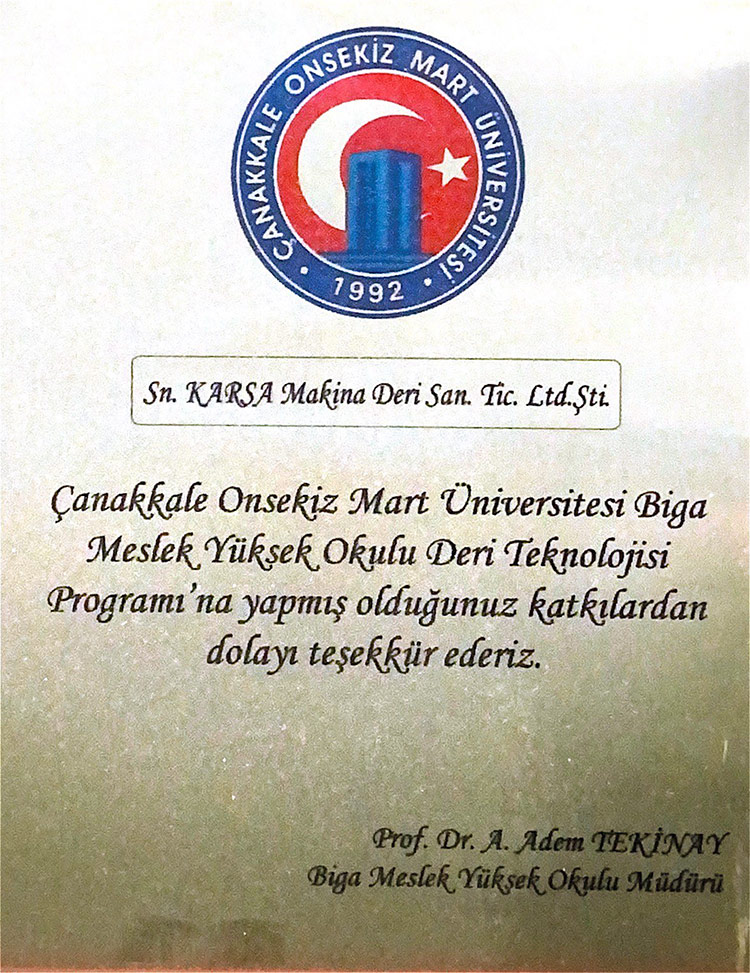 ÇANAKKALE ONSEKİZ MART ÜNİVERSİTESİ
1992
Sn. KARSA Makina Deri San. Tic. Ltd.Şti.
Çanakkale Onsekiz Mart Üniversitesi Biga
Meslek Yüksek Okulu Deri Teknolojisi
Programı'na yapmış olduğunuz katkılardan
dolayı teşekkür ederiz.
Prof. Dr. A. Adem TEKİNAY
Biga Meslek Yüksek Okulu Müdürü